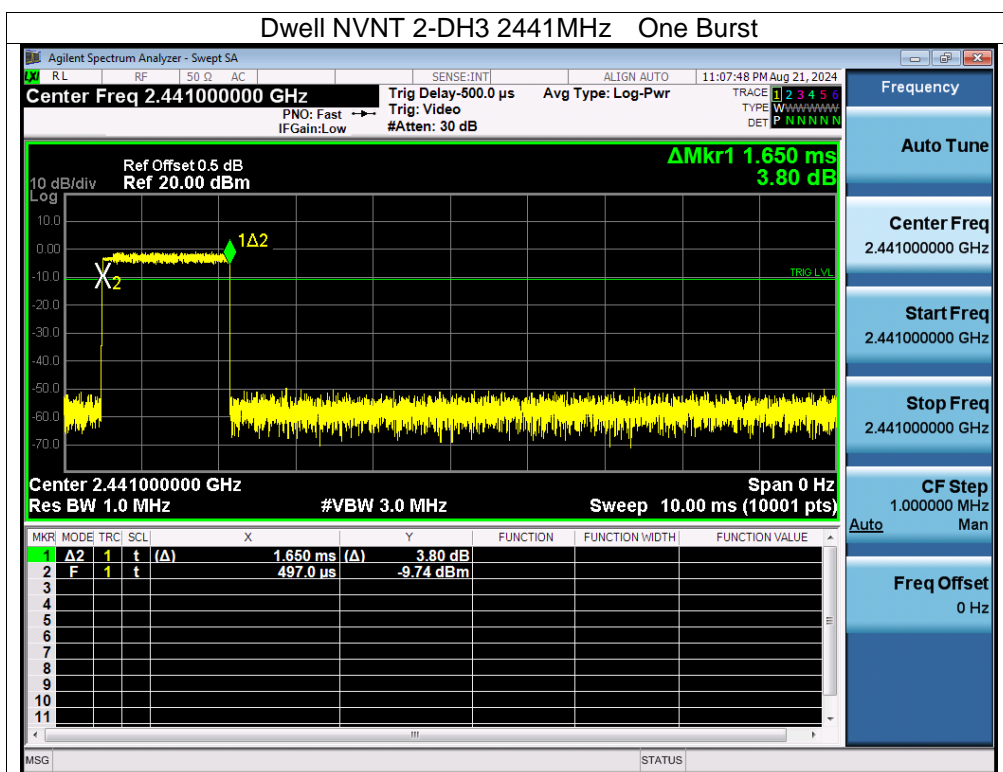 Dwell NVNT 2-DH3 2441MHz One Burst
Agilent Spectrum Analyzer - Swept SA
LXI RL RF 50 Ω AC SENSE:INT ALIGN AUTO 11:07:48 PM Aug 21, 2024
Center Freq 2.441000000 GHz Trig Delay-500.0 µs Avg Type: Log-Pwr TRACE 1 2 3 4 5 6
PNO: Fast Trig: Video TYPE WWWWWW
IFGain:Low #Atten: 30 dB DET P N N N N N
Frequency
Auto Tune
Center Freq
2.441000000 GHz
Start Freq
2.441000000 GHz
Stop Freq
2.441000000 GHz
CF Step
1.000000 MHz
Auto Man
Freq Offset
0 Hz
ΔMkr1 1.650 ms
3.80 dB
Ref Offset 0.5 dB
10 dB/div Ref 20.00 dBm
Log
10.0
0.00
-10.0
-20.0
-30.0
-40.0
-50.0
-60.0
-70.0
1Δ2
X2
TRIG LVL
Center 2.441000000 GHz Span 0 Hz
Res BW 1.0 MHz #VBW 3.0 MHz Sweep 10.00 ms (10001 pts)
MKR MODE TRC SCL X Y FUNCTION FUNCTION WIDTH FUNCTION VALUE
1 Δ2 1 t (Δ) 1.650 ms (Δ) 3.80 dB
2 F 1 t 497.0 µs -9.74 dBm
3
4
5
6
7
8
9
10
11
MSG STATUS